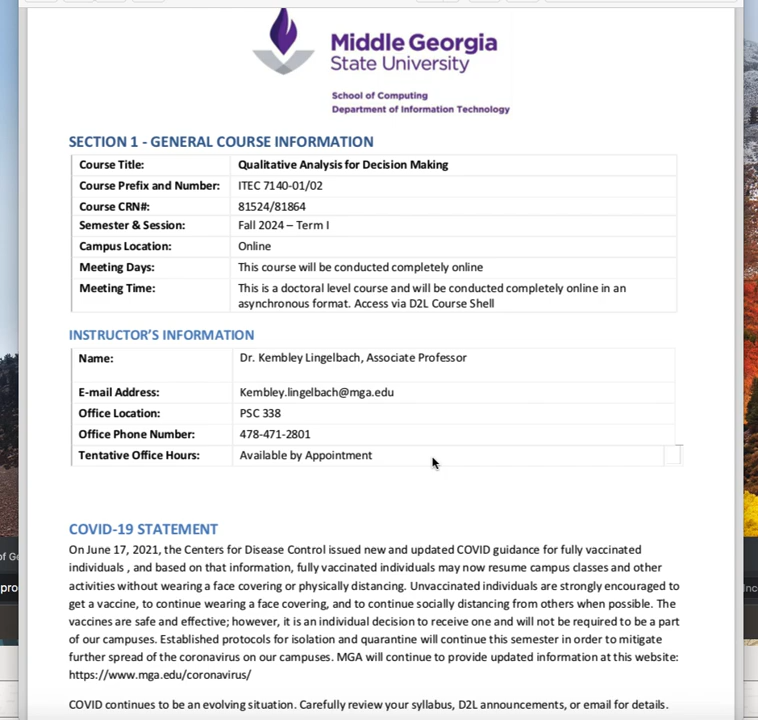 Middle Georgia
State University
School of Computing
Department of Information Technology
SECTION 1 - GENERAL COURSE INFORMATION
Course Title: Qualitative Analysis for Decision Making
Course Prefix and Number: ITEC 7140-01/02
Course CRN#: 81524/81864
Semester & Session: Fall 2024 – Term I
Campus Location: Online
Meeting Days: This course will be conducted completely online
Meeting Time: This is a doctoral level course and will be conducted completely online in an
asynchronous format. Access via D2L Course Shell
INSTRUCTOR'S INFORMATION
Name: Dr. Kembley Lingelbach, Associate Professor
E-mail Address: Kembley.lingelbach@mga.edu
Office Location: PSC 338
Office Phone Number: 478-471-2801
Tentative Office Hours: Available by Appointment
COVID-19 STATEMENT
On June 17, 2021, the Centers for Disease Control issued new and updated COVID guidance for fully vaccinated
individuals , and based on that information, fully vaccinated individuals may now resume campus classes and other
activities without wearing a face covering or physically distancing. Unvaccinated individuals are strongly encouraged to
get a vaccine, to continue wearing a face covering, and to continue socially distancing from others when possible. The
vaccines are safe and effective; however, it is an individual decision to receive one and will not be required to be a part
of our campuses. Established protocols for isolation and quarantine will continue this semester in order to mitigate
further spread of the coronavirus on our campuses. MGA will continue to provide updated information at this website:
https://www.mga.edu/coronavirus/
COVID continues to be an evolving situation. Carefully review your syllabus, D2L announcements, or email for details.